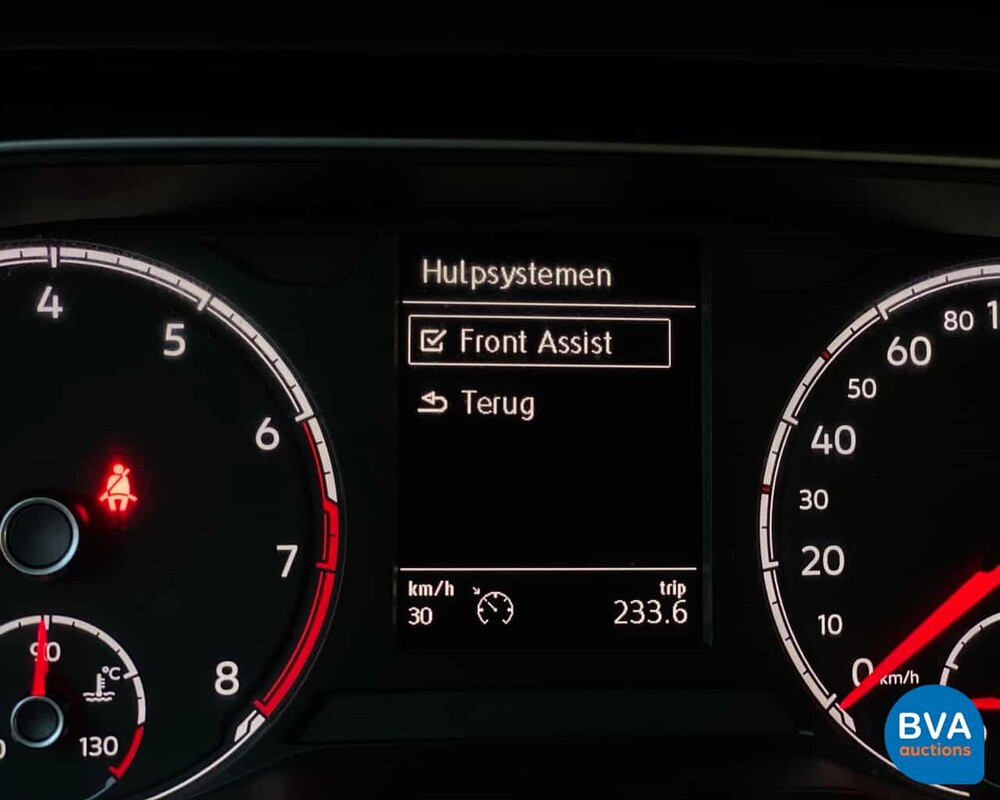 Hulpsystemen
Front Assist
Terug
km/h
30
trip
233.6
4
5
6
7
8
90
°C
130
0
10
20
30
40
50
60
80
km/h
BVA
auctions